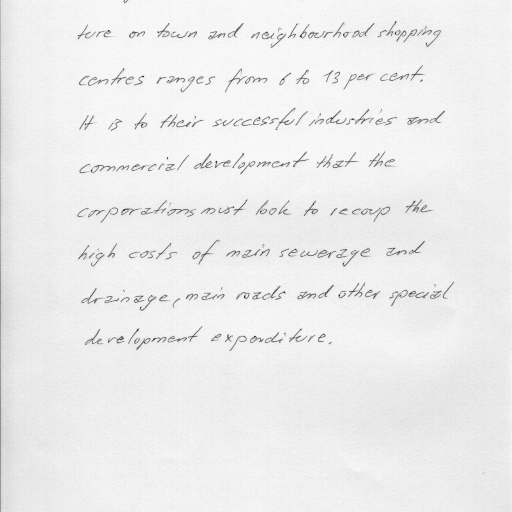 ture on town and neighbourhood shopping
centres ranges from 6 to 13 per cent.
It is to their successful industries and
commercial development that the
corporations must look to recoup the
high costs of main sewerage and
drainage, main roads and other special
development expenditure.